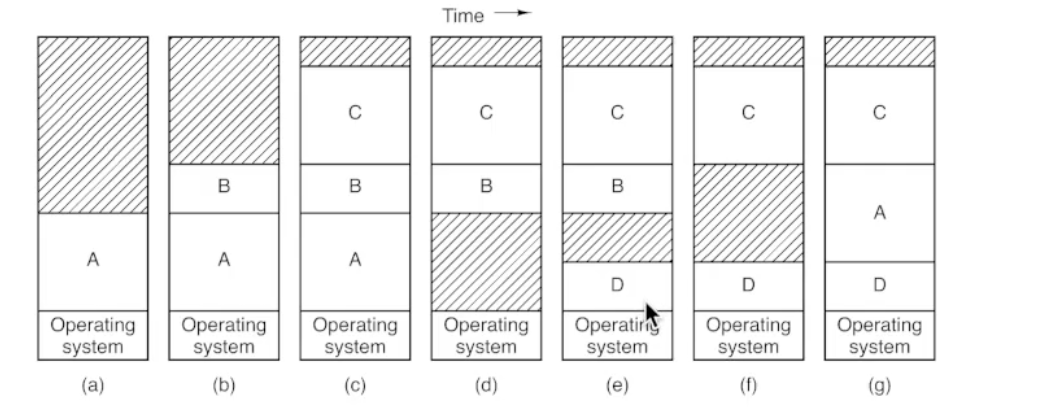 Time
C C C C C
B B B B
A
A A A
D D D
Operating system Operating system Operating system Operating system Operating system Operating system Operating system
(a) (b) (c) (d) (e) (f) (g)